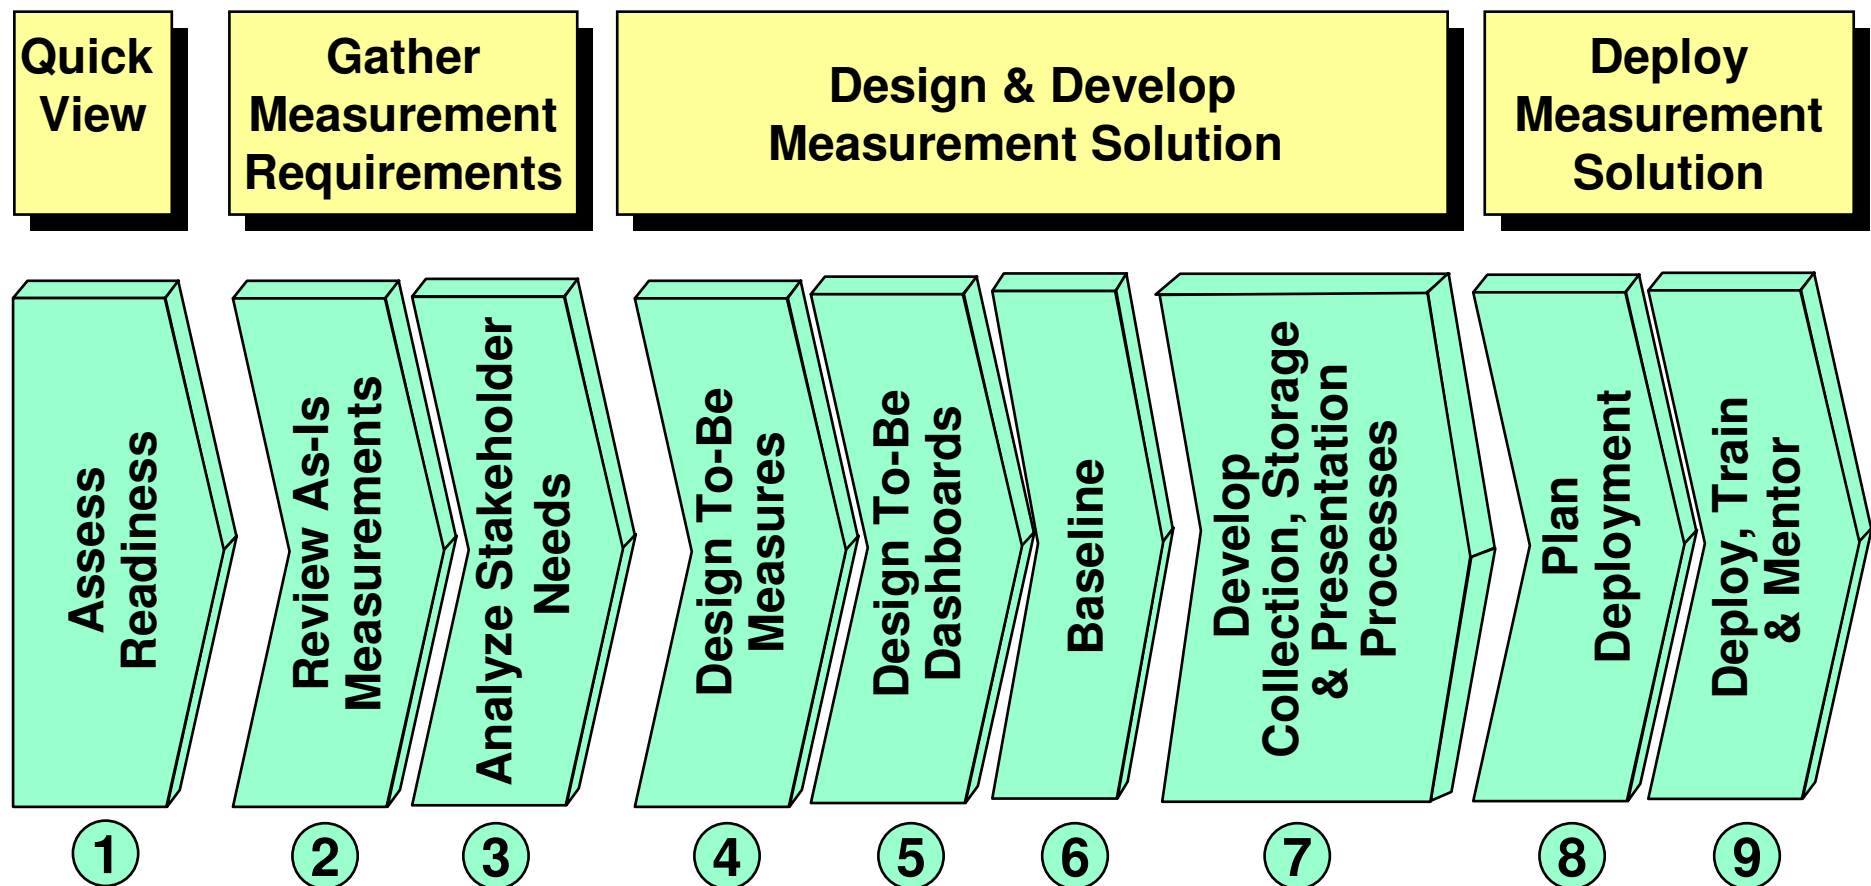 Quick
View
Gather
Measurement
Requirements
Design & Develop
Measurement Solution
Deploy
Measurement
Solution
Assess
Readiness
Review As-Is
Measurements
Analyze Stakeholder
Needs
Design To-Be
Measures
Design To-Be
Dashboards
Baseline
Develop
Collection, Storage
& Presentation
Processes
Plan
Deployment
Deploy, Train
& Mentor
1
2
3
4
5
6
7
8
9